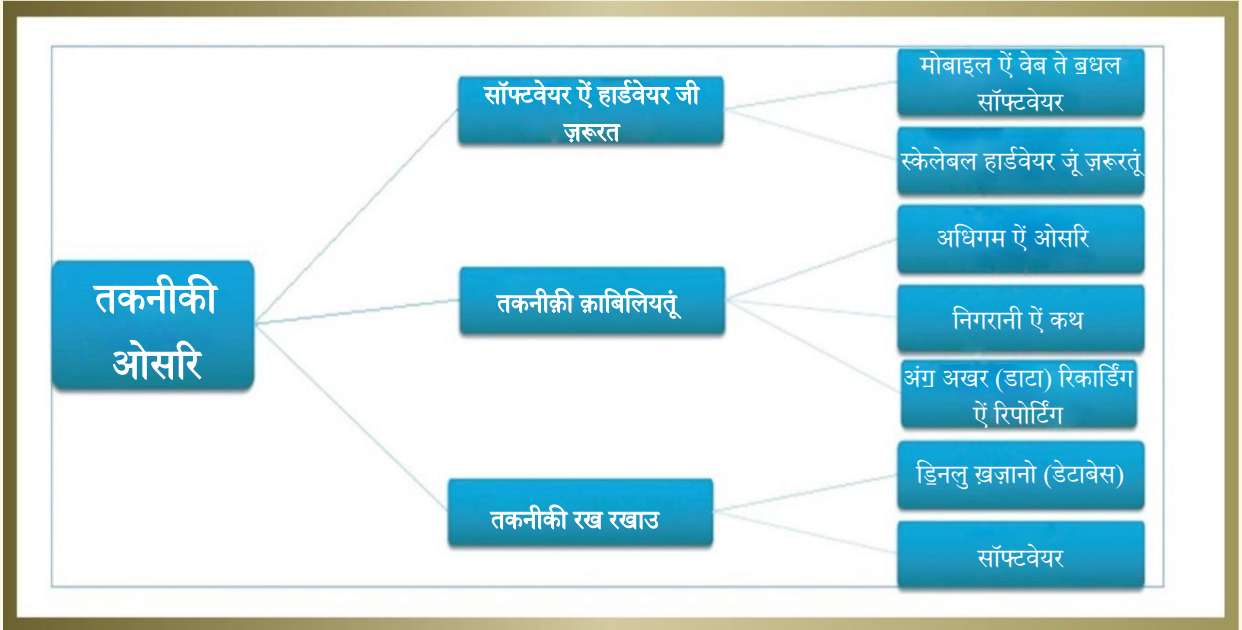 तकनीकी
ओसरि
सॉफ्टवेयर ऐं हार्डवेयर जी
ज़रूरत
तकनीक़ी क़ाबिलियतूं
तकनीकी रख रखाउ
मोबाइल ऐं वेब ते ॿधल
सॉफ्टवेयर
स्केलेबल हार्डवेयर जूं ज़रूरतूं
अधिगम ऐं ओसरि
निगरानी ऐं कथ
अंॻ अखर (डाटा) रिकार्डिंग
ऐं रिपोर्टिंग
ॾिनलु ख़ज़ानो (डेटाबेस)
सॉफ्टवेयर